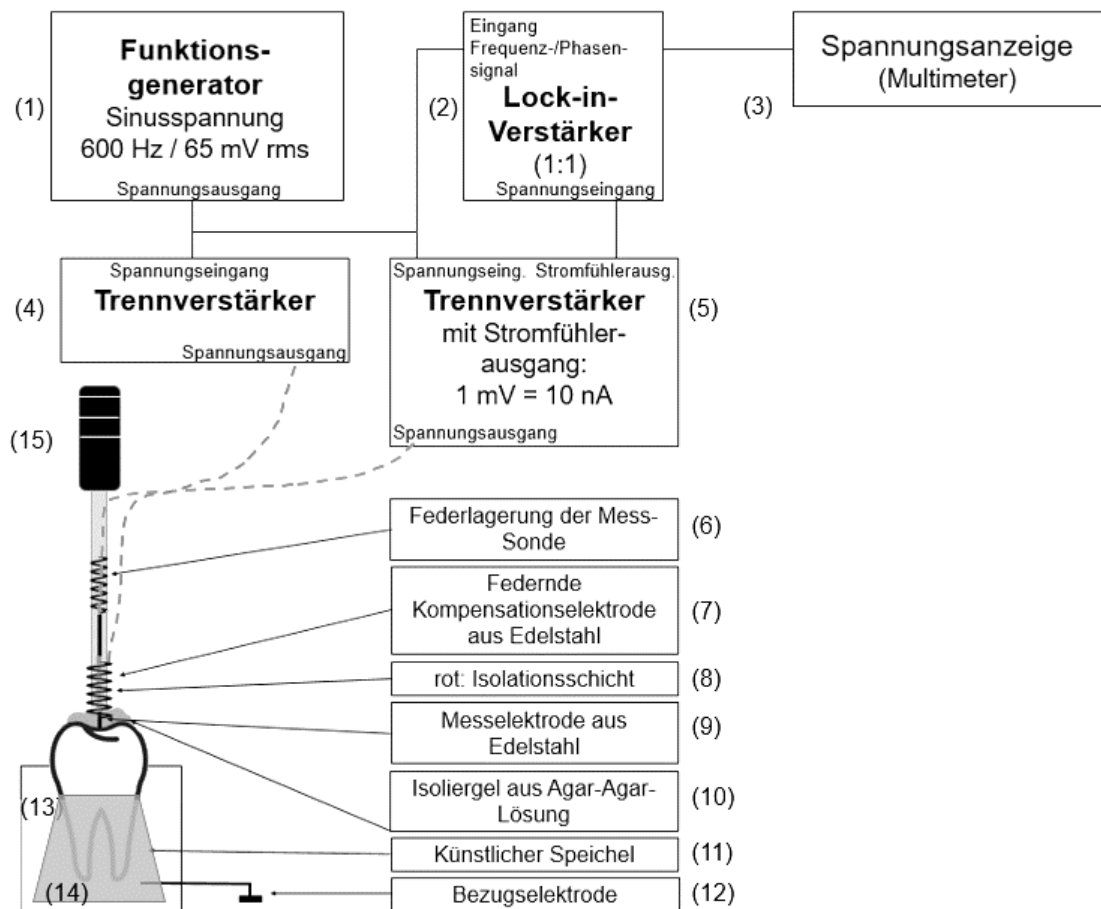 (1)
Funktions-
generator
Sinusspannung
600 Hz / 65 mV rms
Spannungsausgang
(2)
Eingang
Frequenz-/Phasen-
signal
Lock-in-
Verstärker
(1:1)
Spannungseingang
(3)
Spannungsanzeige
(Multimeter)
(4)
Spannungseingang
Trennverstärker
Spannungsausgang
Spannungseing. Stromfühlerausg.
Trennverstärker
mit Stromfühler-
ausgang:
1 mV = 10 nA
Spannungsausgang
(5)
(15)
Federlagerung der Mess-
Sonde
(6)
Federnde
Kompensationselektrode
aus Edelstahl
(7)
rot: Isolationsschicht
(8)
Messelektrode aus
Edelstahl
(9)
Isoliergel aus Agar-Agar-
Lösung
(10)
(13)
Künstlicher Speichel
(11)
(14)
Bezugselektrode
(12)